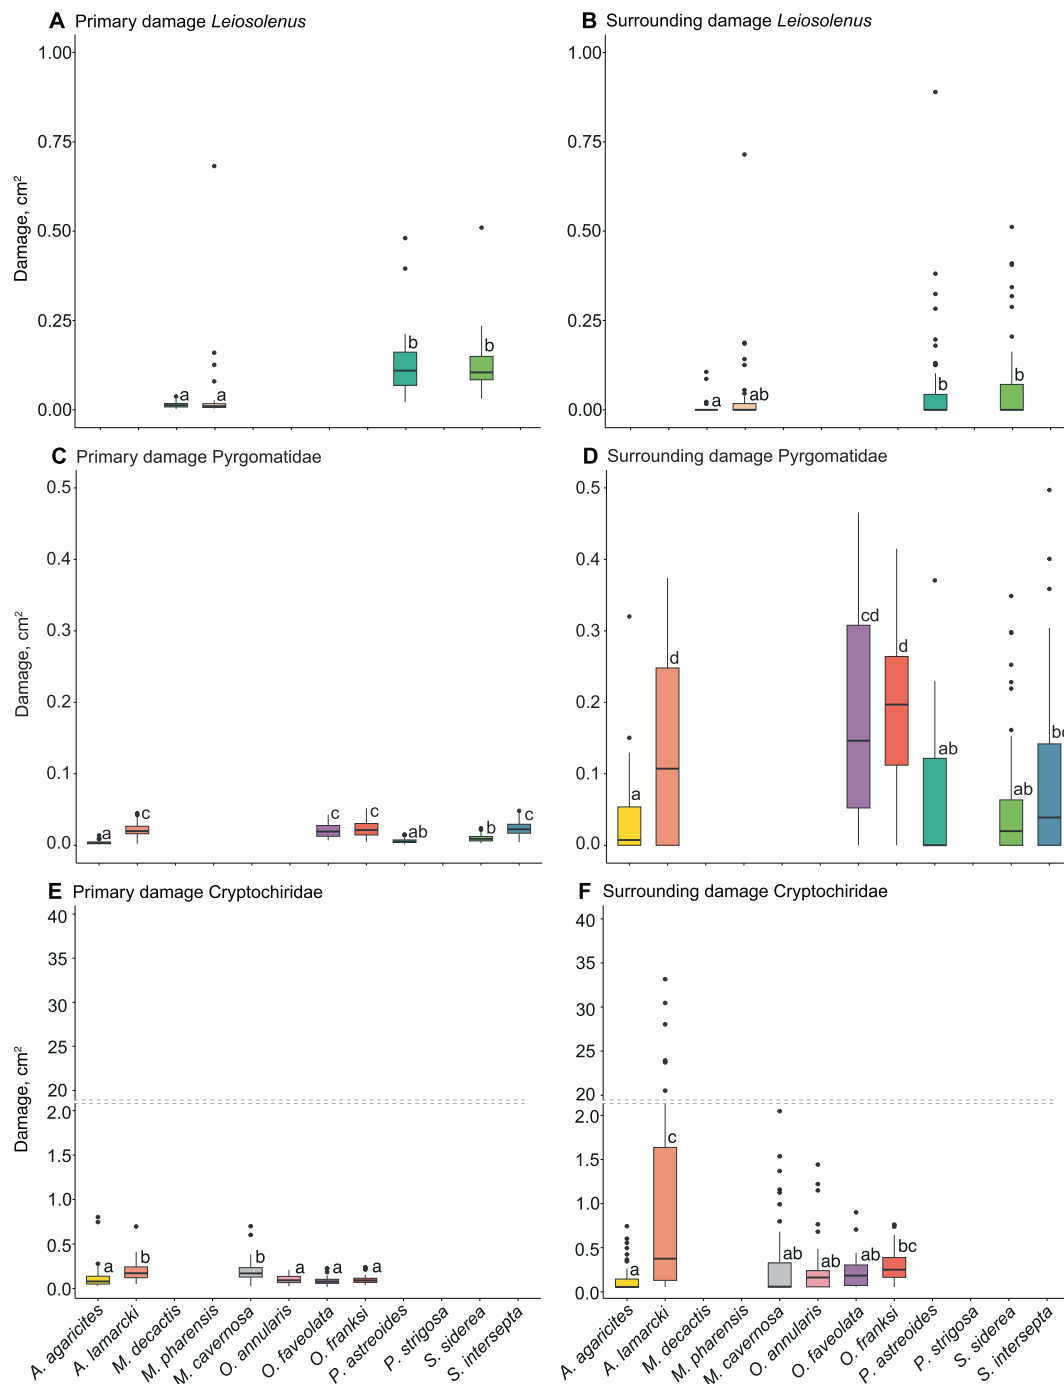 A Primary damage Leiosolenus
B Surrounding damage Leiosolenus
1.00
0.75
0.50
0.25
0.00
Damage, cm²
a
a
b
b
1.00
0.75
0.50
0.25
0.00
a
ab
b
b
C Primary damage Pyrgomatidae
D Surrounding damage Pyrgomatidae
0.5
0.4
0.3
0.2
0.1
0.0
Damage, cm²
a
c
c
c
ab
b
c
0.5
0.4
0.3
0.2
0.1
0.0
a
d
cd
d
ab
ab
bc
E Primary damage Cryptochiridae
F Surrounding damage Cryptochiridae
40
35
30
25
20
2.0
1.5
1.0
0.5
0.0
Damage, cm²
a
b
b
a
a
a
40
35
30
25
20
2.0
1.5
1.0
0.5
0.0
a
c
ab
ab
ab
bc
A. agaricites
A. lamarcki
M. decactis
M. pharensis
M. cavernosa
O. annularis
O. faveolata
O. franksi
P. astreoides
P. strigosa
S. siderea
S. intersepta
A. agaricites
A. lamarcki
M. decactis
M. pharensis
M. cavernosa
O. annularis
O. faveolata
O. franksi
P. astreoides
P. strigosa
S. siderea
S. intersepta